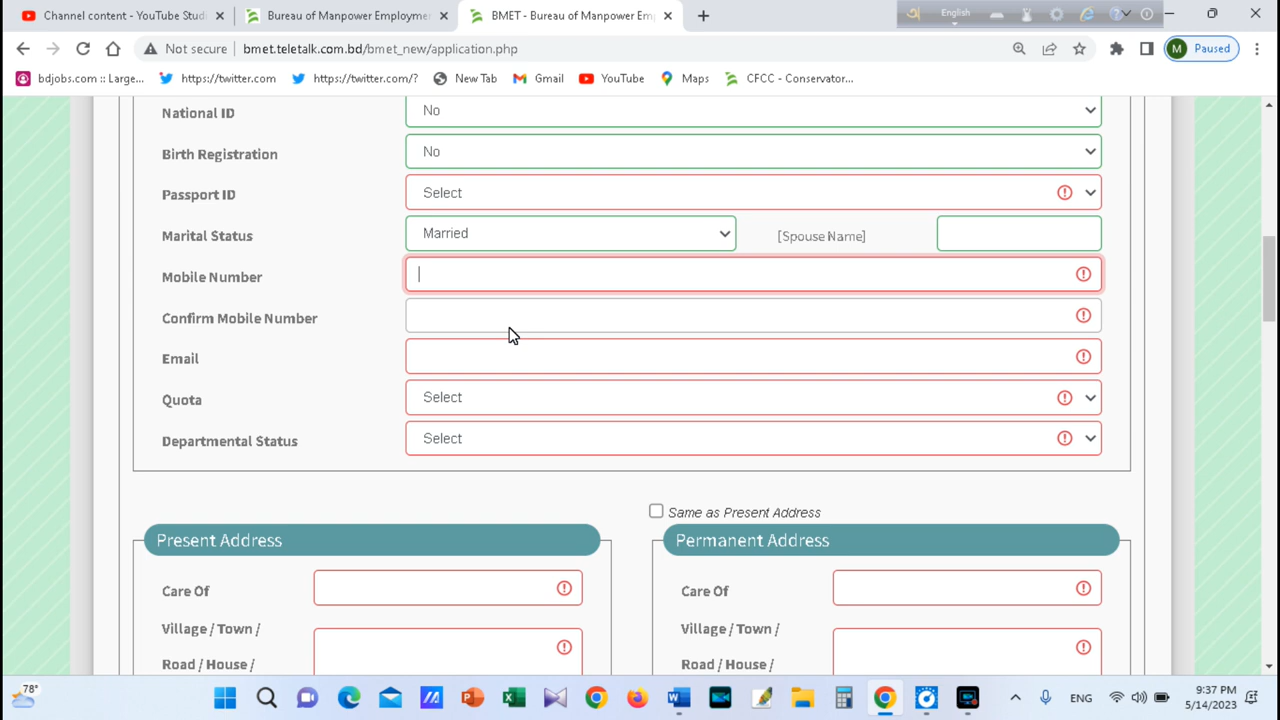 Channel content - YouTube Studi
Bureau of Manpower Employme
BMET - Bureau of Manpower Em
English
Not secure
bmet.teletalk.com.bd/bmet_new/application.php
M
Paused
bdjobs.com :: Large...
https://twitter.com
https://twitter.com/?
New Tab
Gmail
YouTube
Maps
CFCC - Conservator...
National ID
No
Birth Registration
No
Passport ID
Select
Marital Status
Married
[Spouse Name]
Mobile Number
Confirm Mobile Number
Email
Quota
Select
Departmental Status
Select
Same as Present Address
Present Address
Permanent Address
Care Of
Care Of
Village / Town /
Village / Town /
Road / House /
Road / House /
78°
ENG
9:37 PM
5/14/2023